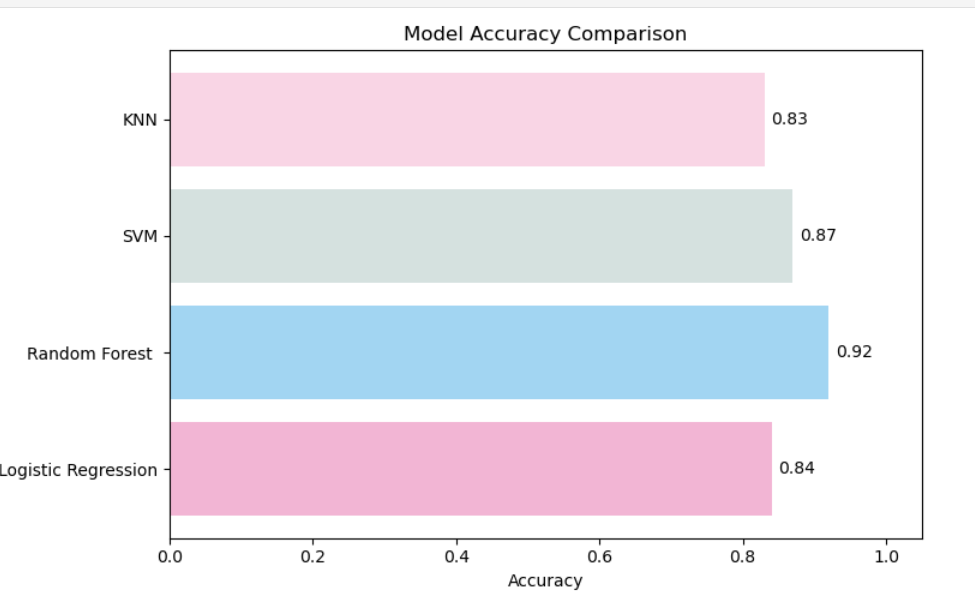 Model Accuracy Comparison
KNN
0.83
SVM
0.87
Random Forest
0.92
Logistic Regression
0.84
0.0 0.2 0.4 0.6 0.8 1.0
Accuracy